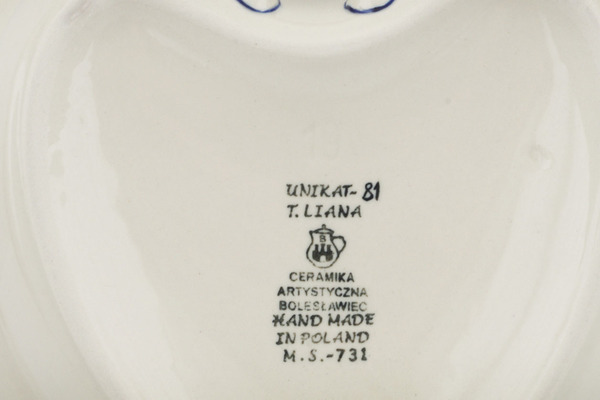 UNIKAT-81
T. LIANA
B
CERAMIKA
ARTYSTYCZNA
BOLESŁAWIEC
HAND MADE
IN POLAND
M.S.-731